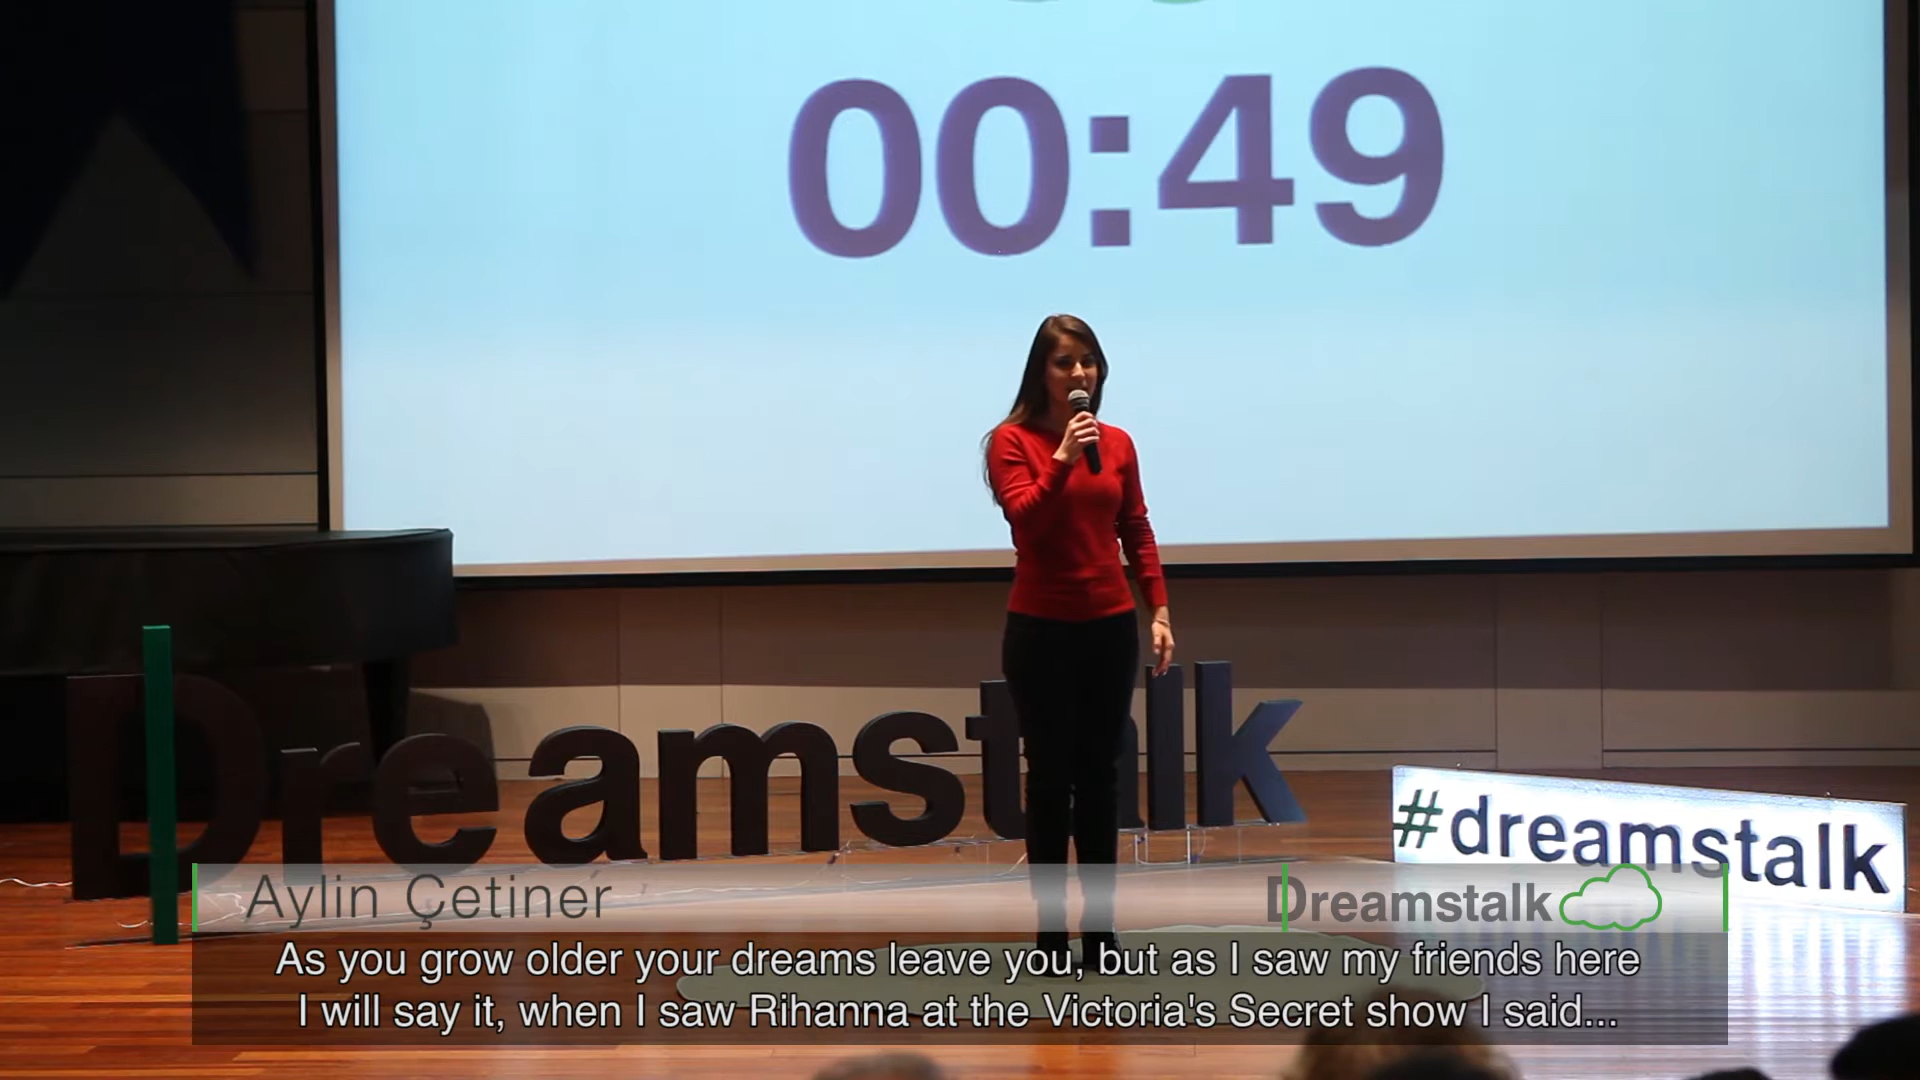 00:49
Dreamstalk
#dreamstalk
Aylin Çetiner
Dreamstalk
As you grow older your dreams leave you, but as I saw my friends here
I will say it, when I saw Rihanna at the Victoria's Secret show I said...